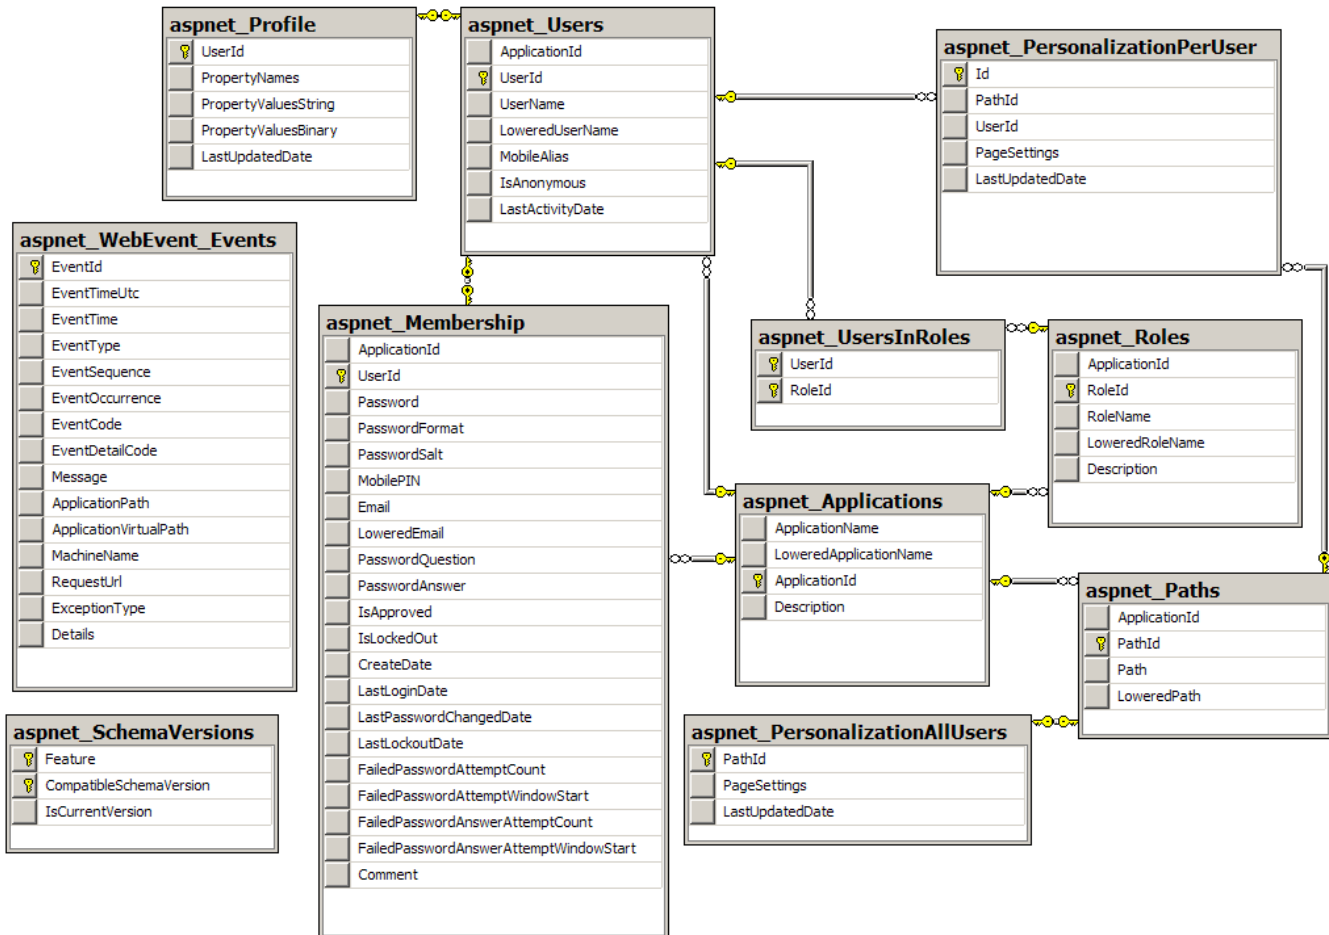 aspnet_Profile
UserId
PropertyNames
PropertyValuesString
PropertyValuesBinary
LastUpdatedDate
aspnet_Users
ApplicationId
UserId
UserName
LoweredUserName
MobileAlias
IsAnonymous
LastActivityDate
aspnet_PersonalizationPerUser
Id
PathId
UserId
PageSettings
LastUpdatedDate
aspnet_WebEvent_Events
EventId
EventTimeUtc
EventTime
EventType
EventSequence
EventOccurrence
EventCode
EventDetailCode
Message
ApplicationPath
ApplicationVirtualPath
MachineName
RequestUrl
ExceptionType
Details
aspnet_Membership
ApplicationId
UserId
Password
PasswordFormat
PasswordSalt
MobilePIN
Email
LoweredEmail
PasswordQuestion
PasswordAnswer
IsApproved
IsLockedOut
CreateDate
LastLoginDate
LastPasswordChangedDate
LastLockoutDate
FailedPasswordAttemptCount
FailedPasswordAttemptWindowStart
FailedPasswordAnswerAttemptCount
FailedPasswordAnswerAttemptWindowStart
Comment
aspnet_UsersInRoles
UserId
RoleId
aspnet_Roles
ApplicationId
RoleId
RoleName
LoweredRoleName
Description
aspnet_Applications
ApplicationName
LoweredApplicationName
ApplicationId
Description
aspnet_Paths
ApplicationId
PathId
Path
LoweredPath
aspnet_SchemaVersions
Feature
CompatibleSchemaVersion
IsCurrentVersion
aspnet_PersonalizationAllUsers
PathId
PageSettings
LastUpdatedDate